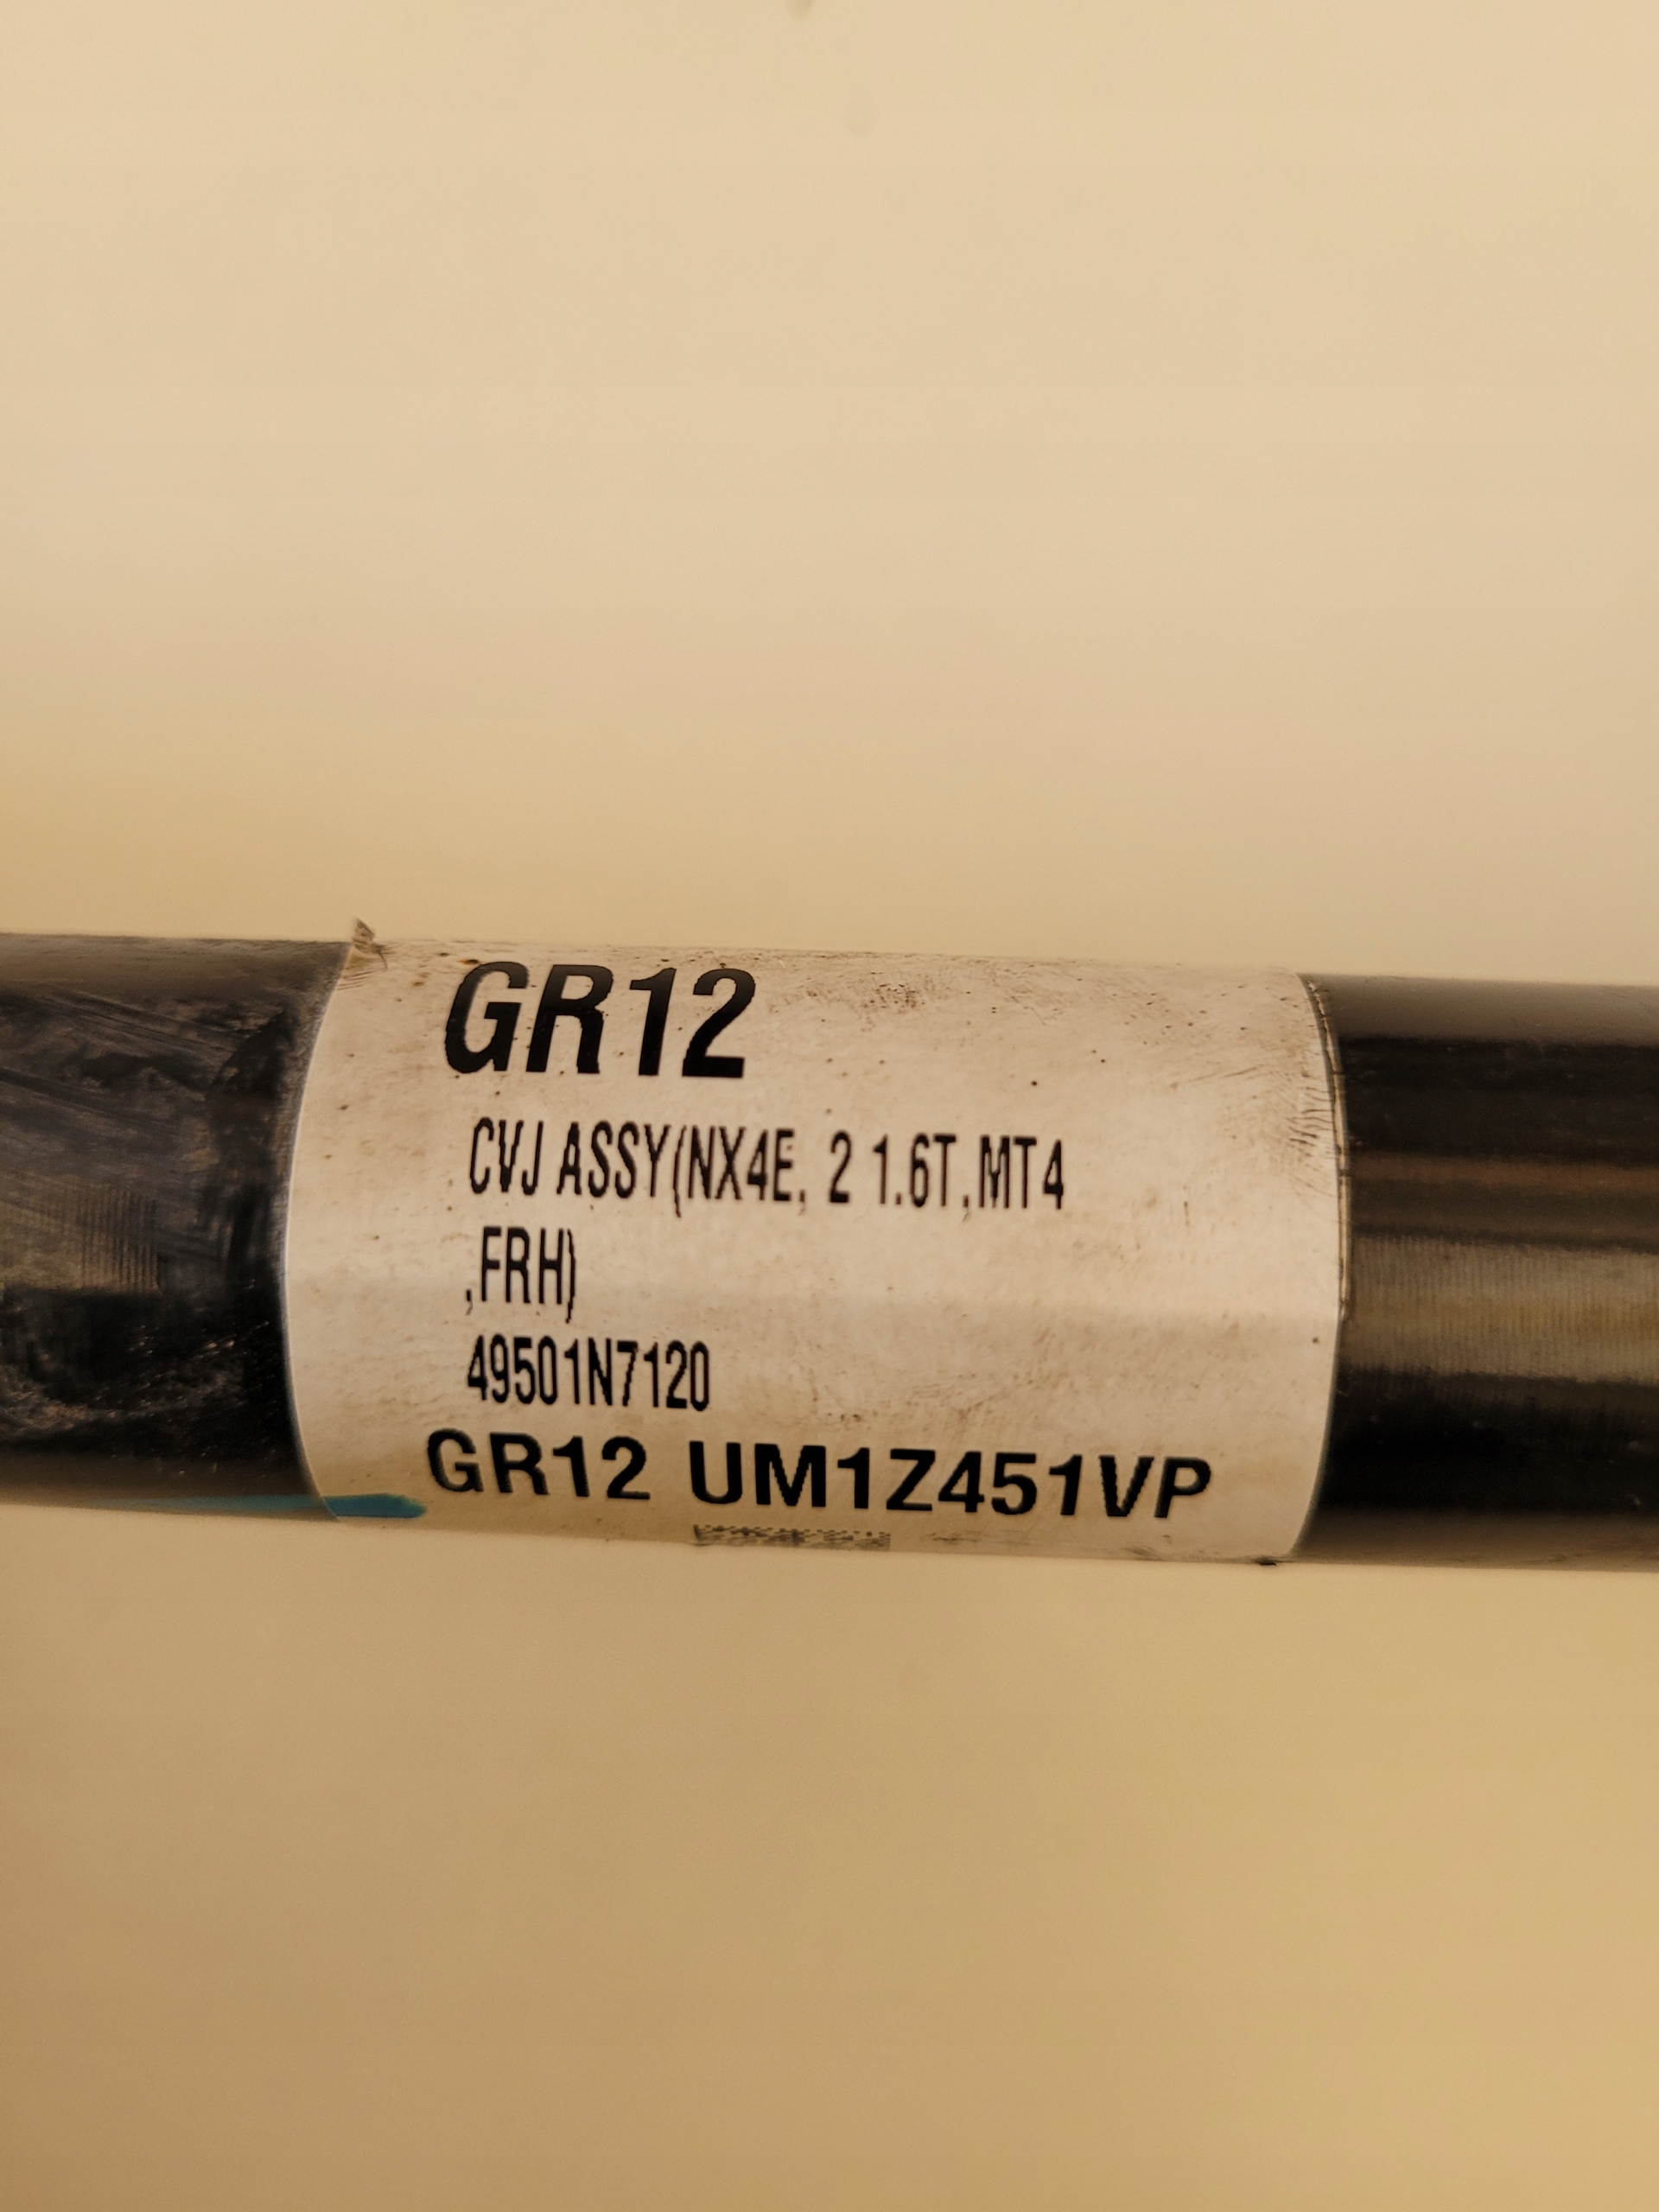 GR12
CVJ ASSY(NX4E, 2 1.6T,MT4
,FRH)
49501N7120
GR12 UM1Z451VP